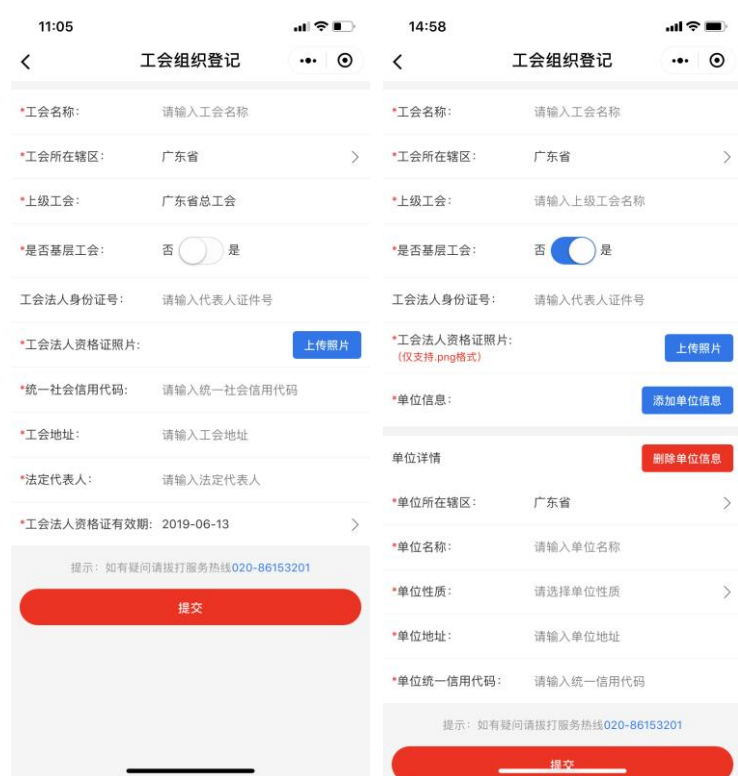 11:05
工会组织登记
*工会名称: 请输入工会名称
*工会所在辖区: 广东省
*上级工会: 广东省总工会
*是否基层工会: 否 是
工会法人身份证号: 请输入代表人证件号
*工会法人资格证照片: 上传照片
*统一社会信用代码: 请输入统一社会信用代码
*工会地址: 请输入工会地址
*法定代表人: 请输入法定代表人
*工会法人资格证有效期: 2019-06-13
提示: 如有疑问请拨打服务热线020-86153201
提交
14:58
工会组织登记
*工会名称: 请输入工会名称
*工会所在辖区: 广东省
*上级工会: 请输入上级工会名称
*是否基层工会: 否 是
工会法人身份证号: 请输入代表人证件号
*工会法人资格证照片:
(仅支持.png格式)
上传照片
*单位信息: 添加单位信息
单位详情 删除单位信息
*单位所在辖区: 广东省
*单位名称: 请输入单位名称
*单位性质: 请选择单位性质
*单位地址: 请输入单位地址
*单位统一信用代码: 请输入统一信用代码
提示: 如有疑问请拨打服务热线020-86153201
提交